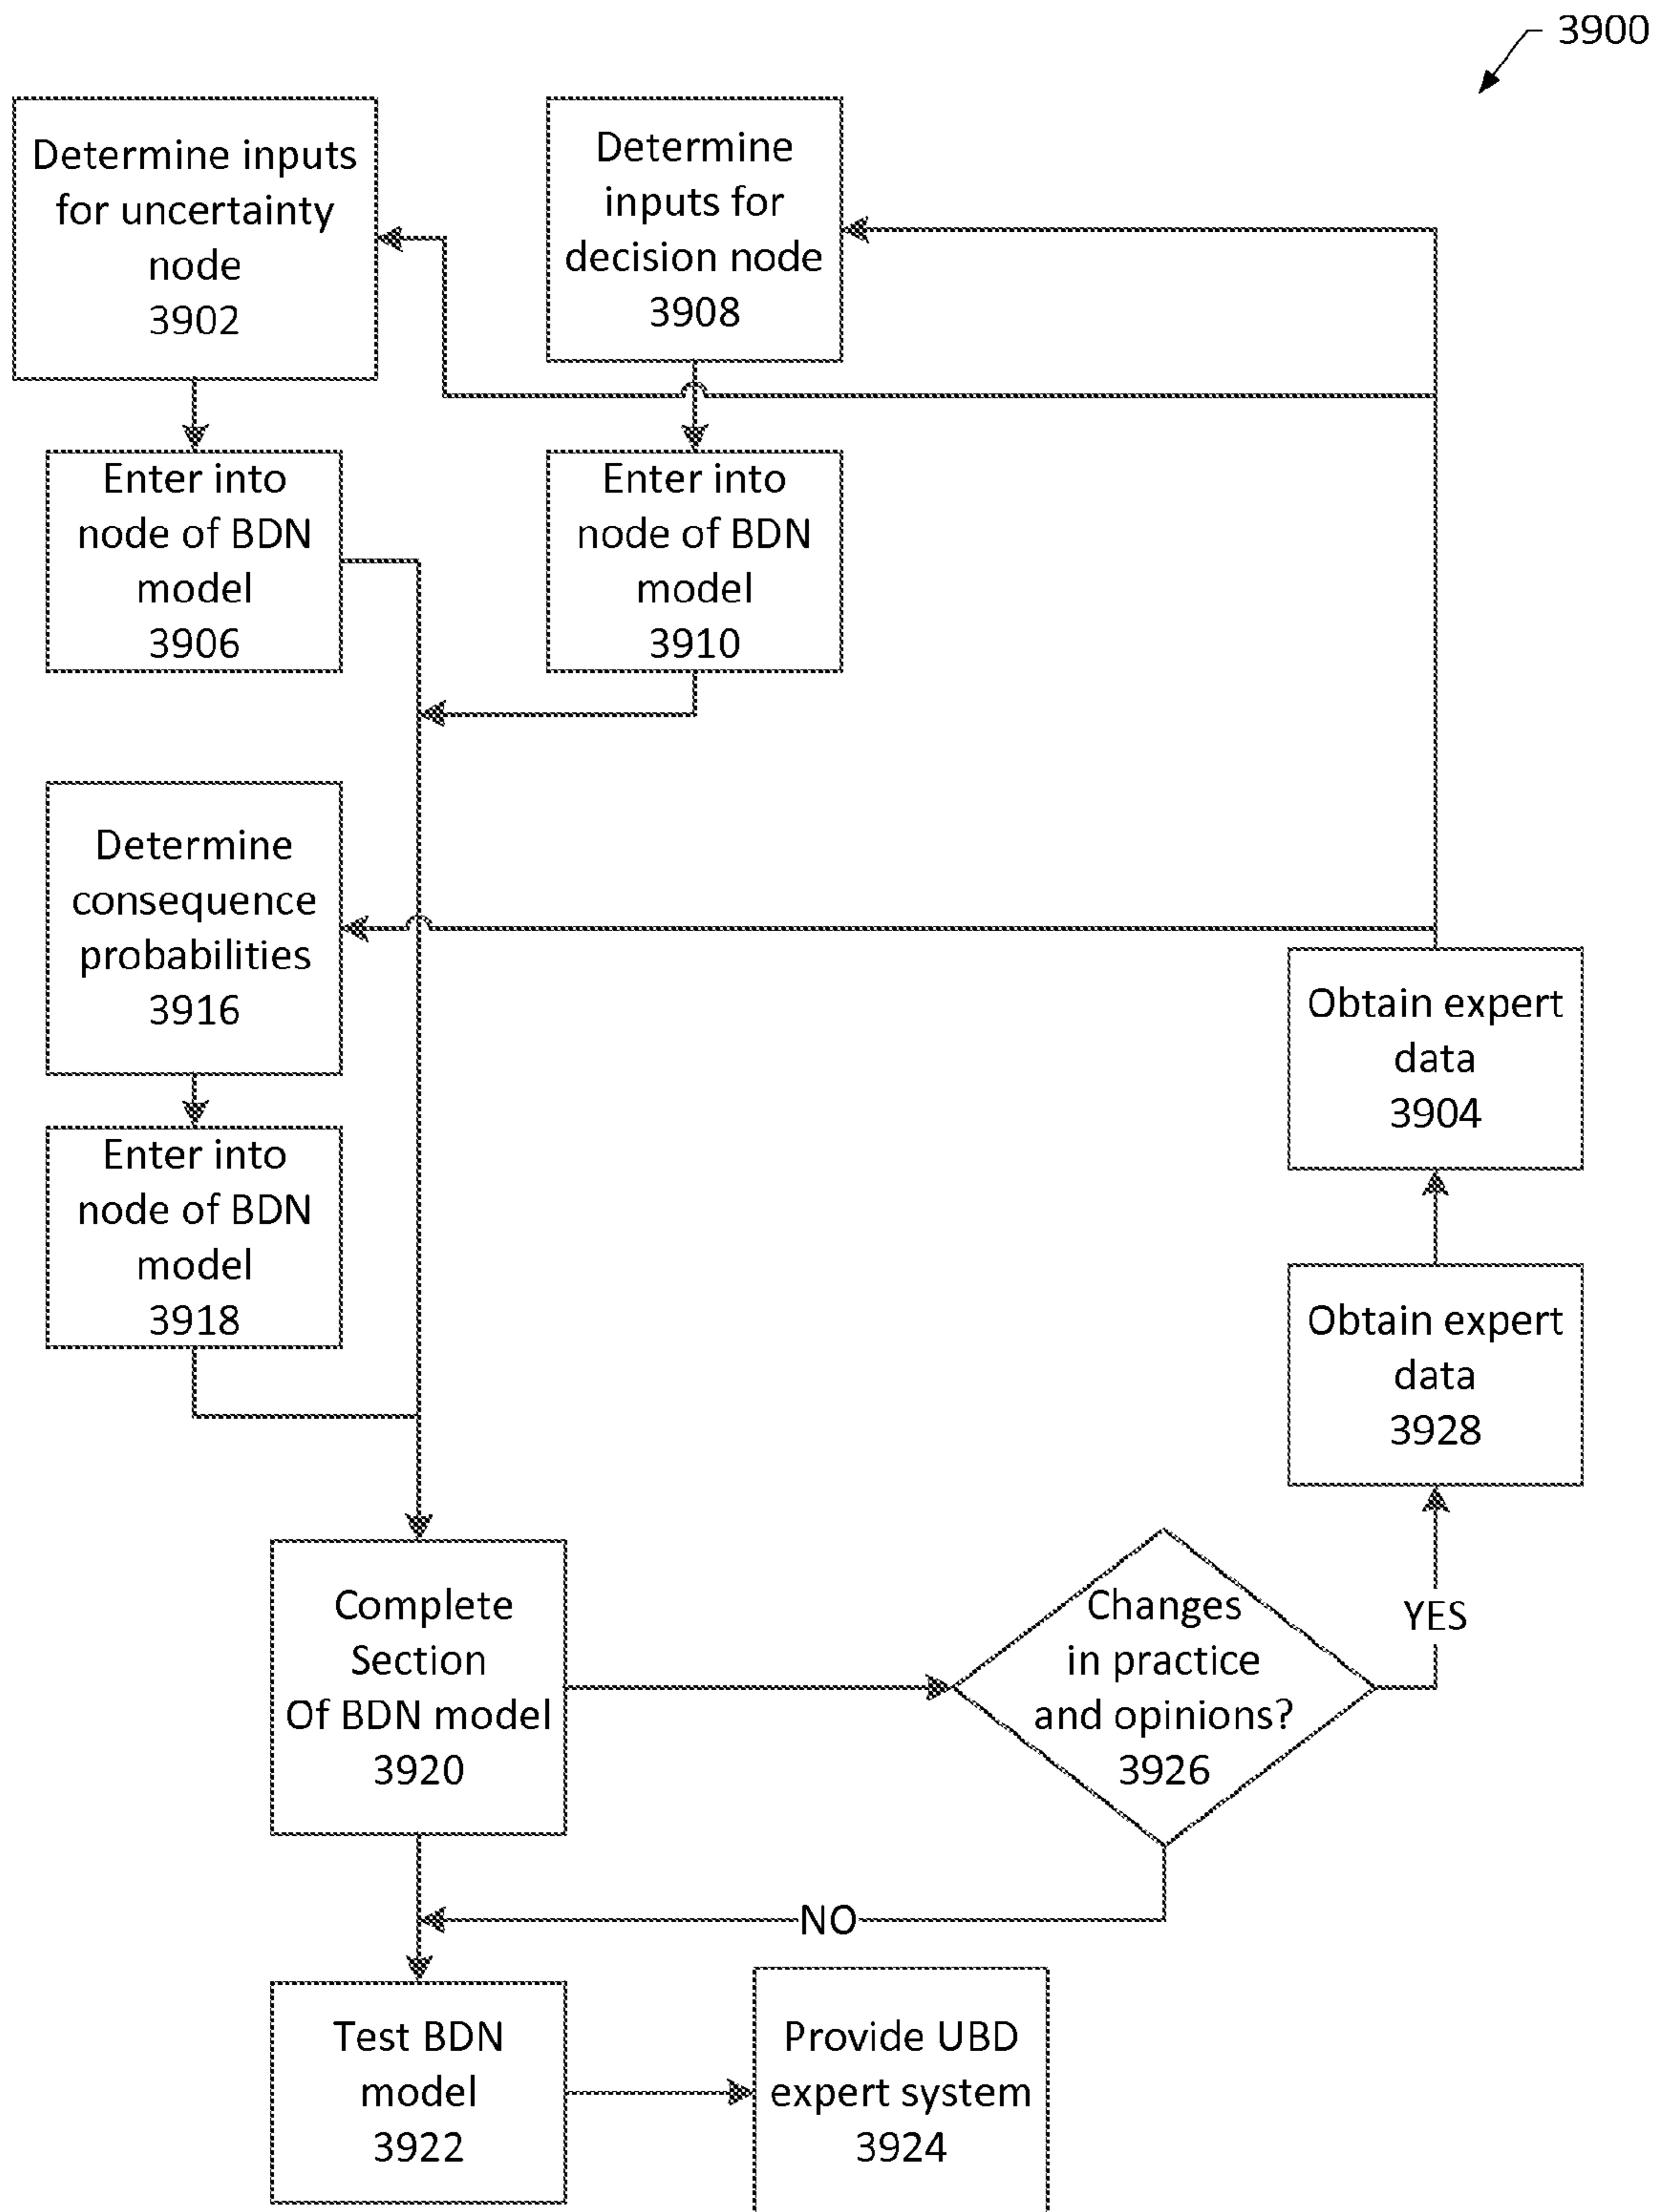 3900
Determine inputs
for uncertainty
node
3902
Determine
inputs for
decision node
3908
Enter into
node of BDN
model
3906
Enter into
node of BDN
model
3910
Determine
consequence
probabilities
3916
Obtain expert
data
3904
Enter into
node of BDN
model
3918
Obtain expert
data
3928
Complete
Section
Of BDN model
3920
Changes
in practice
and opinions?
3926
YES
NO
Test BDN
model
3922
Provide UBD
expert system
3924